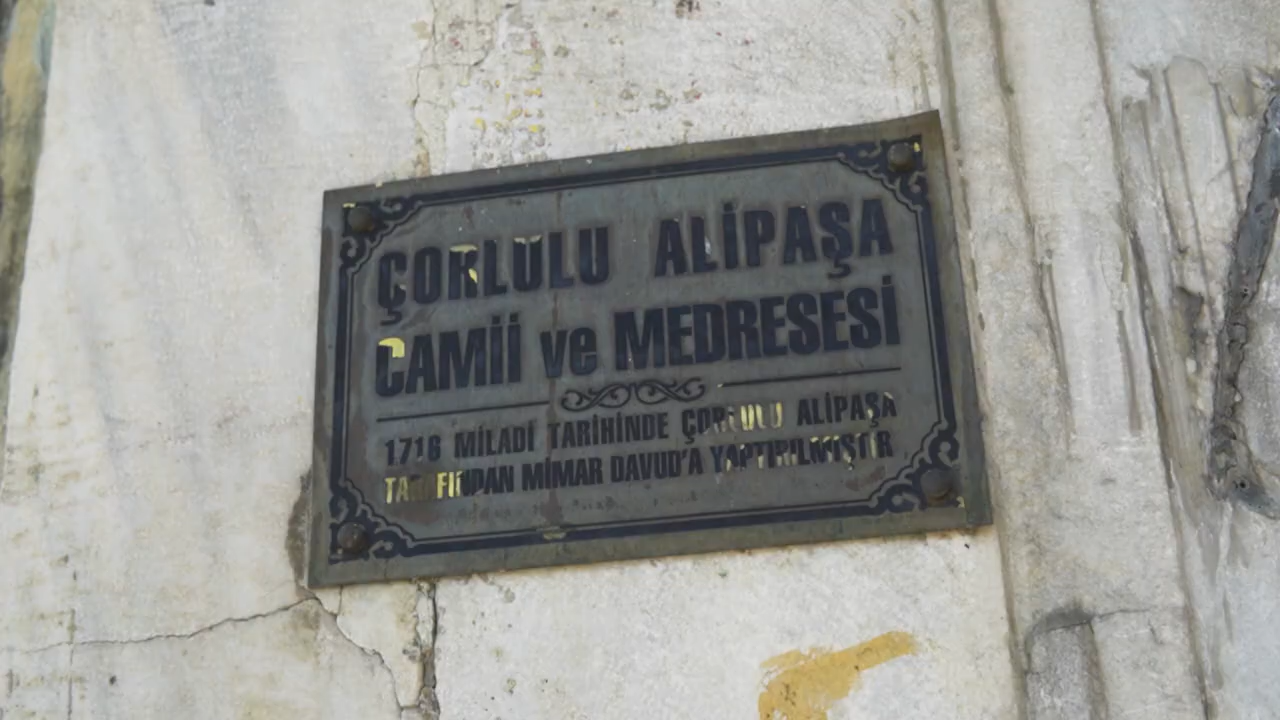 ÇORLULU ALİPAŞA
CAMİİ ve MEDRESESİ
1716 MİLADİ TARİHİNDE ÇORLULU ALİPAŞA
TARAFINDAN MİMAR DAVUD'A YAPTIRILMIŞTIR